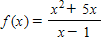 f(x) = (x² + 5x)/(x − 1)